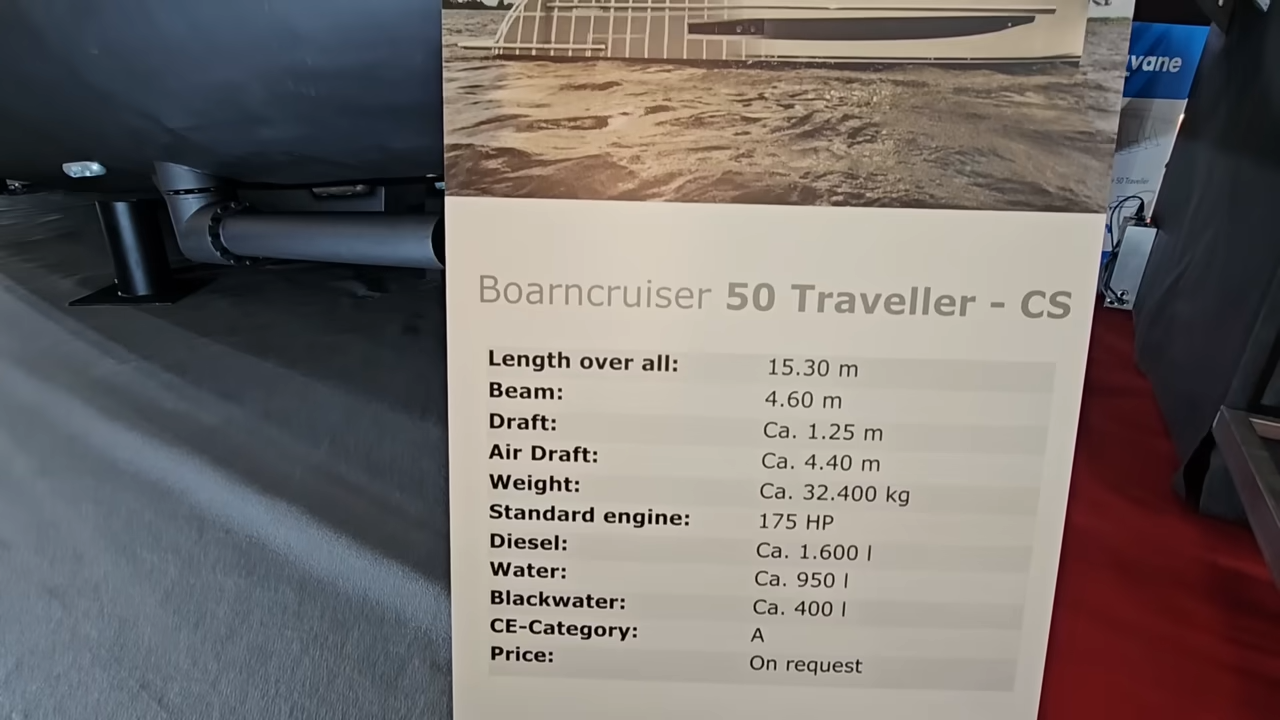 Boarncruiser 50 Traveller - CS
Length over all: 15.30 m
Beam: 4.60 m
Draft: Ca. 1.25 m
Air Draft: Ca. 4.40 m
Weight: Ca. 32.400 kg
Standard engine: 175 HP
Diesel: Ca. 1.600 l
Water: Ca. 950 l
Blackwater: Ca. 400 l
CE-Category: A
Price: On request
50 Traveller